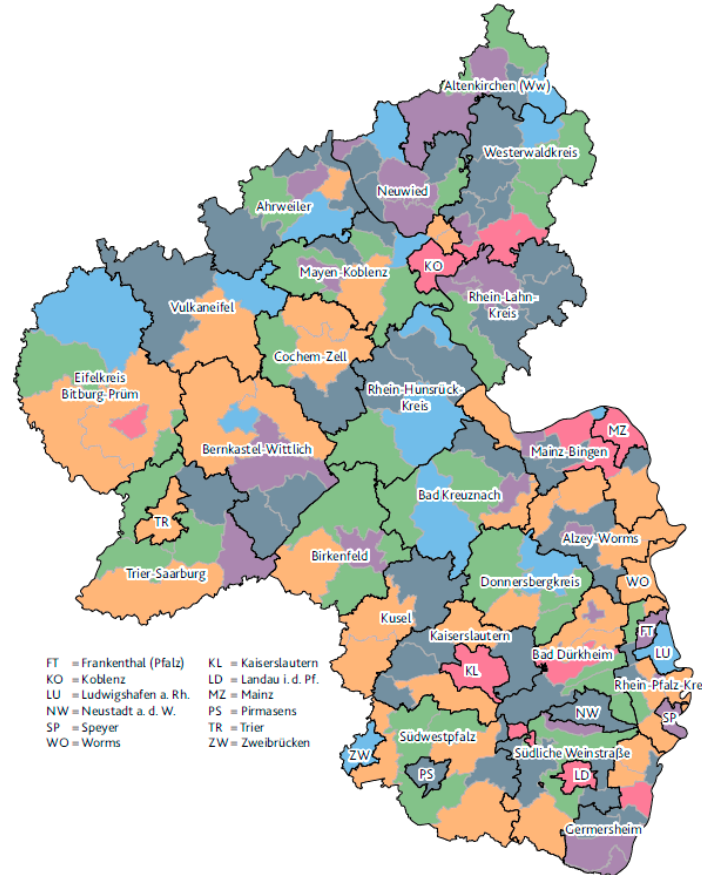 Altenkirchen (Ww)
Westerwaldkreis
Neuwied
Ahrweiler
KO
Mayen-Koblenz
Rhein-Lahn-
Kreis
Vulkaneifel
Cochem-Zell
Eifelkreis
Bitburg-Prüm
Rhein-Hunsrück-
Kreis
MZ
Mainz-Bingen
Bernkastel-Wittlich
Bad Kreuznach
TR
Alzey-Worms
Birkenfeld
Trier-Saarburg
Donnersbergkreis
WO
Kusel
Kaiserslautern
FT
LU
Bad Dürkheim
KL
Rhein-Pfalz-Kre
NW
SP
Südwestpfalz
ZW
Südliche Weinstraße
PS
LD
Germersheim
FT = Frankenthal (Pfalz)
KO = Koblenz
LU = Ludwigshafen a. Rh.
NW = Neustadt a. d. W.
SP = Speyer
WO = Worms
KL = Kaiserslautern
LD = Landau i. d. Pf.
MZ = Mainz
PS = Pirmasens
TR = Trier
ZW = Zweibrücken